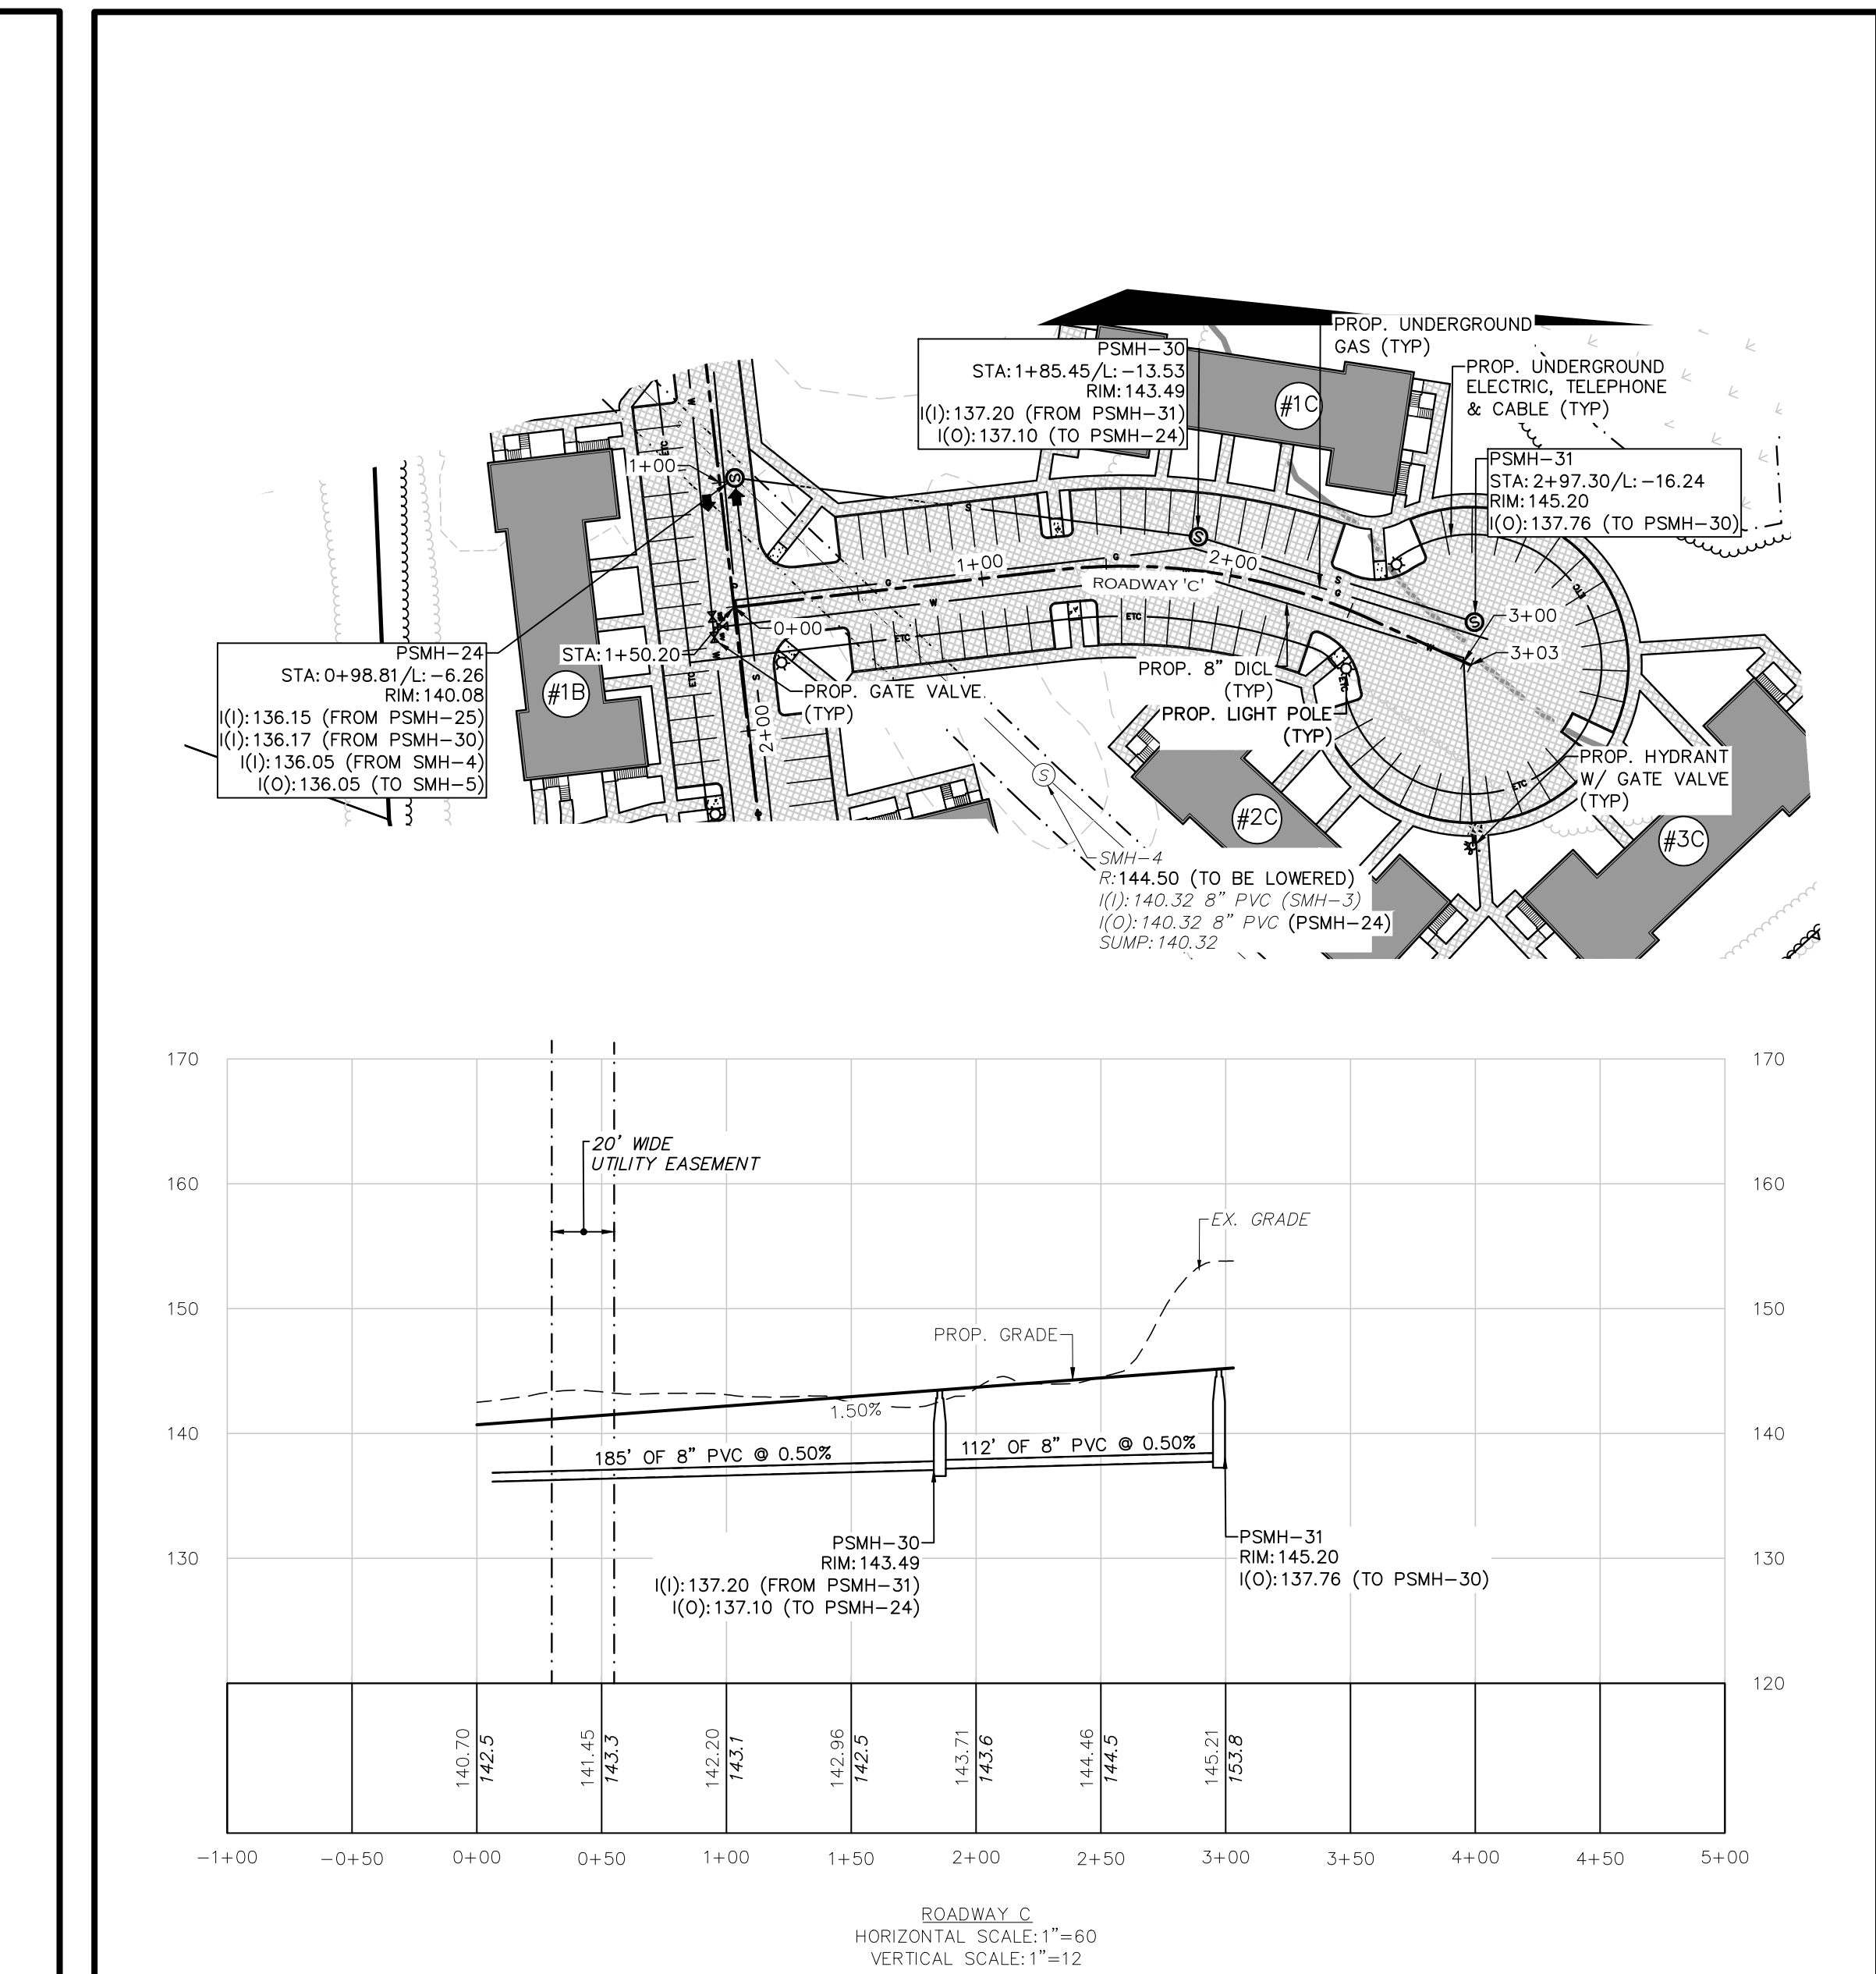 PROP. UNDERGROUND
GAS (TYP)
PSMH-30
STA: 1+85.45/L: -13.53
RIM: 143.49
I(I): 137.20 (FROM PSMH-31)
I(O): 137.10 (TO PSMH-24)
PROP. UNDERGROUND
ELECTRIC, TELEPHONE
& CABLE (TYP)
#1C
PSMH-31
STA: 2+97.30/L: -16.24
RIM: 145.20
I(O): 137.76 (TO PSMH-30)
1+00
S
W
ETC
S
S
1+00
G
G
2+00
S
G
ETC
ROADWAY 'C'
W
ETC
ETC
W
S
3+00
3+03
0+00
STA: 1+50.20
W
S
ETC
ETC
2+00
PSMH-24
STA: 0+98.81/L: -6.26
RIM: 140.08
I(I): 136.15 (FROM PSMH-25)
I(I): 136.17 (FROM PSMH-30)
I(I): 136.05 (FROM SMH-4)
I(O): 136.05 (TO SMH-5)
#1B
PROP. GATE VALVE
(TYP)
PROP. 8" DICL
(TYP)
PROP. LIGHT POLE
(TYP)
PROP. HYDRANT
W/ GATE VALVE
(TYP)
ETC
S
#2C
#3C
SMH-4
R: 144.50 (TO BE LOWERED)
I(I): 140.32 8" PVC (SMH-3)
I(O): 140.32 8" PVC (PSMH-24)
SUMP: 140.32
170 170
20' WIDE
UTILITY EASEMENT
160 160
EX. GRADE
150 150
PROP. GRADE
1.50%
140 140
185' OF 8" PVC @ 0.50%
112' OF 8" PVC @ 0.50%
PSMH-30
RIM: 143.49
I(I): 137.20 (FROM PSMH-31)
I(O): 137.10 (TO PSMH-24)
PSMH-31
RIM: 145.20
I(O): 137.76 (TO PSMH-30)
130 130
120
140.70 141.45 142.20 142.96 143.71 144.46 145.21
142.5 143.3 143.1 142.5 143.6 144.5 153.8
-1+00 -0+50 0+00 0+50 1+00 1+50 2+00 2+50 3+00 3+50 4+00 4+50 5+00
ROADWAY C
HORIZONTAL SCALE: 1"=60
VERTICAL SCALE: 1"=12